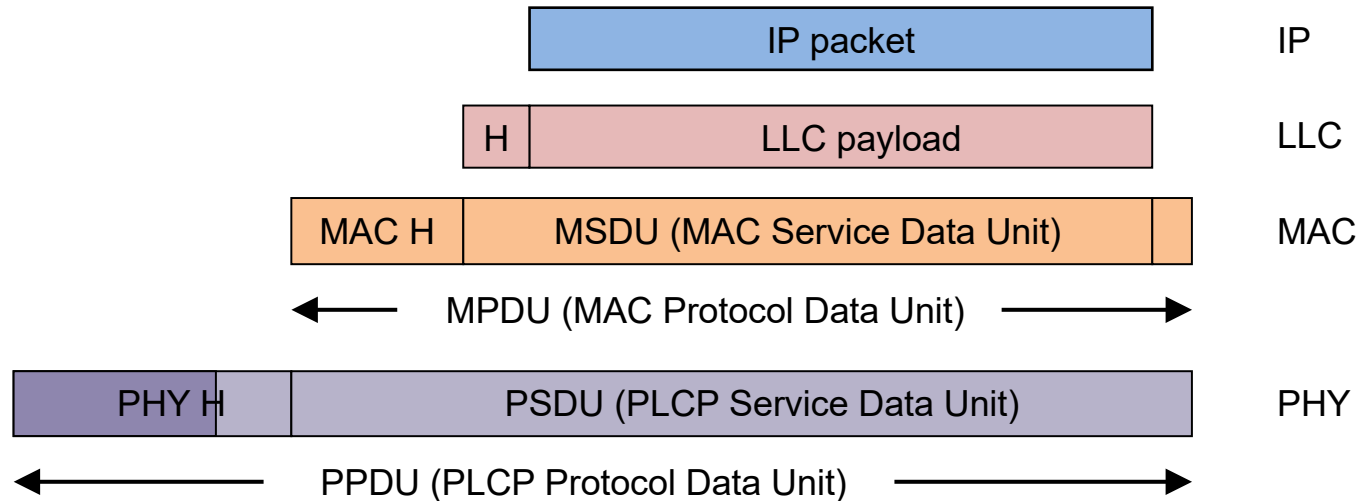 IP packet IP
H LLC payload LLC
MAC H MSDU (MAC Service Data Unit) MAC
MPDU (MAC Protocol Data Unit)
PHY H PSDU (PLCP Service Data Unit) PHY
PPDU (PLCP Protocol Data Unit)